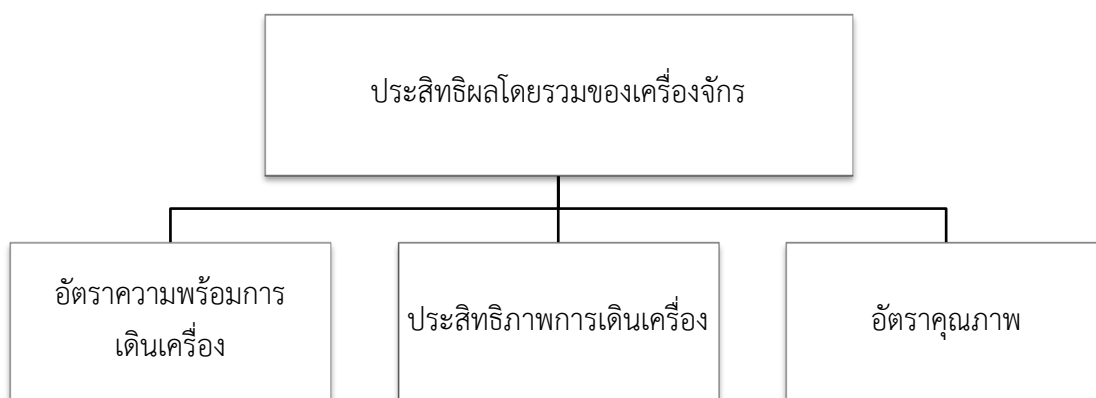 ประสิทธิผลโดยรวมของเครื่องจักร
อัตราความพร้อมการ
เดินเครื่อง
ประสิทธิภาพการเดินเครื่อง
อัตราคุณภาพ